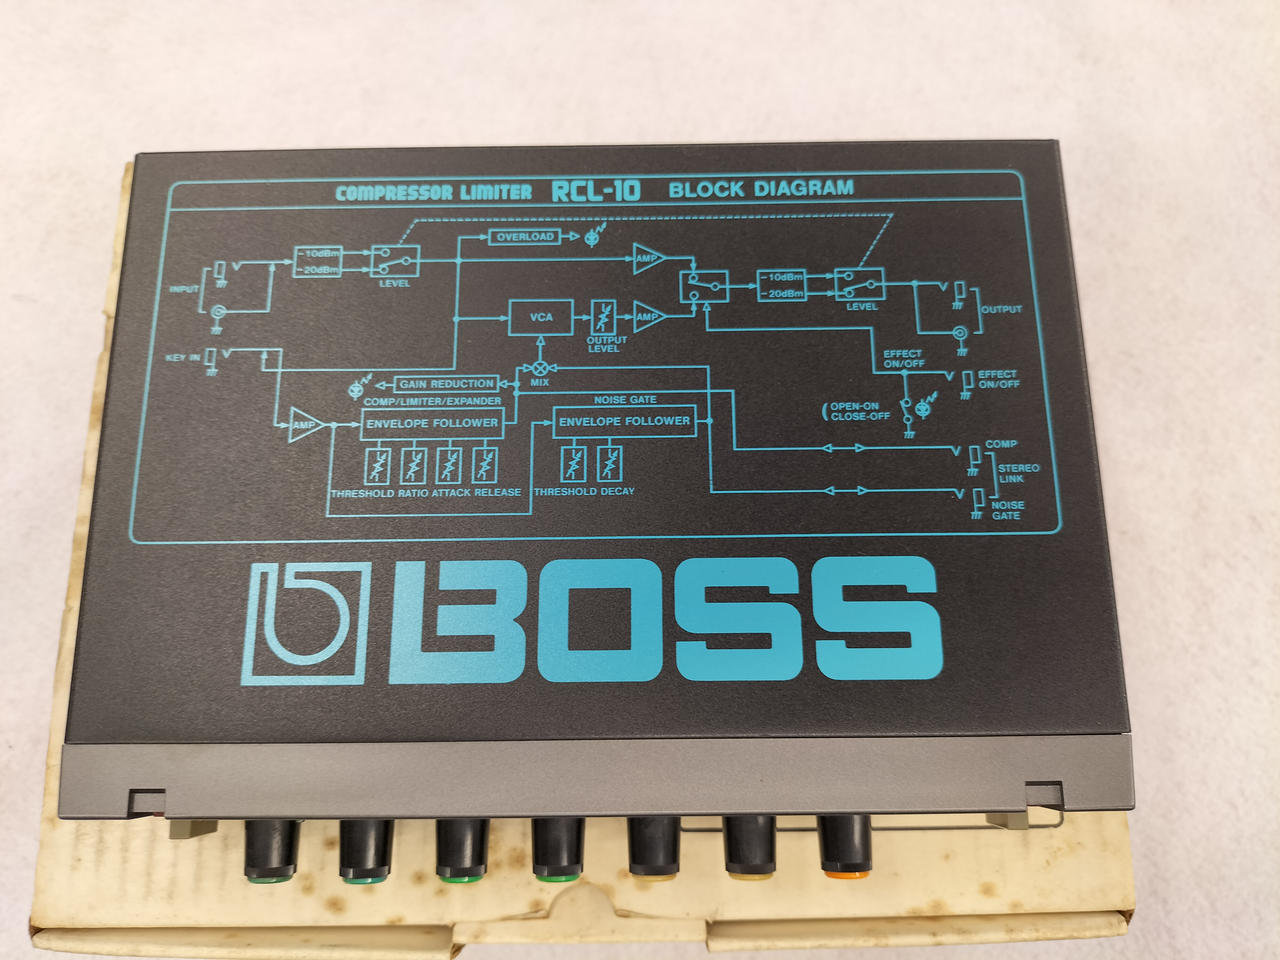 COMPRESSOR LIMITER RCL-10 BLOCK DIAGRAM
OVERLOAD
-10dBm
-20dBm
LEVEL
INPUT
AMP
-10dBm
-20dBm
LEVEL
OUTPUT
VCA
AMP
OUTPUT
LEVEL
KEY IN
EFFECT
ON/OFF
MIX
GAIN REDUCTION
EFFECT
ON/OFF
COMP/LIMITER/EXPANDER
NOISE GATE
(OPEN-ON
CLOSE-OFF
AMP
ENVELOPE FOLLOWER
ENVELOPE FOLLOWER
COMP
STEREO
LINK
THRESHOLD RATIO ATTACK RELEASE
THRESHOLD DECAY
NOISE
GATE
BOSS